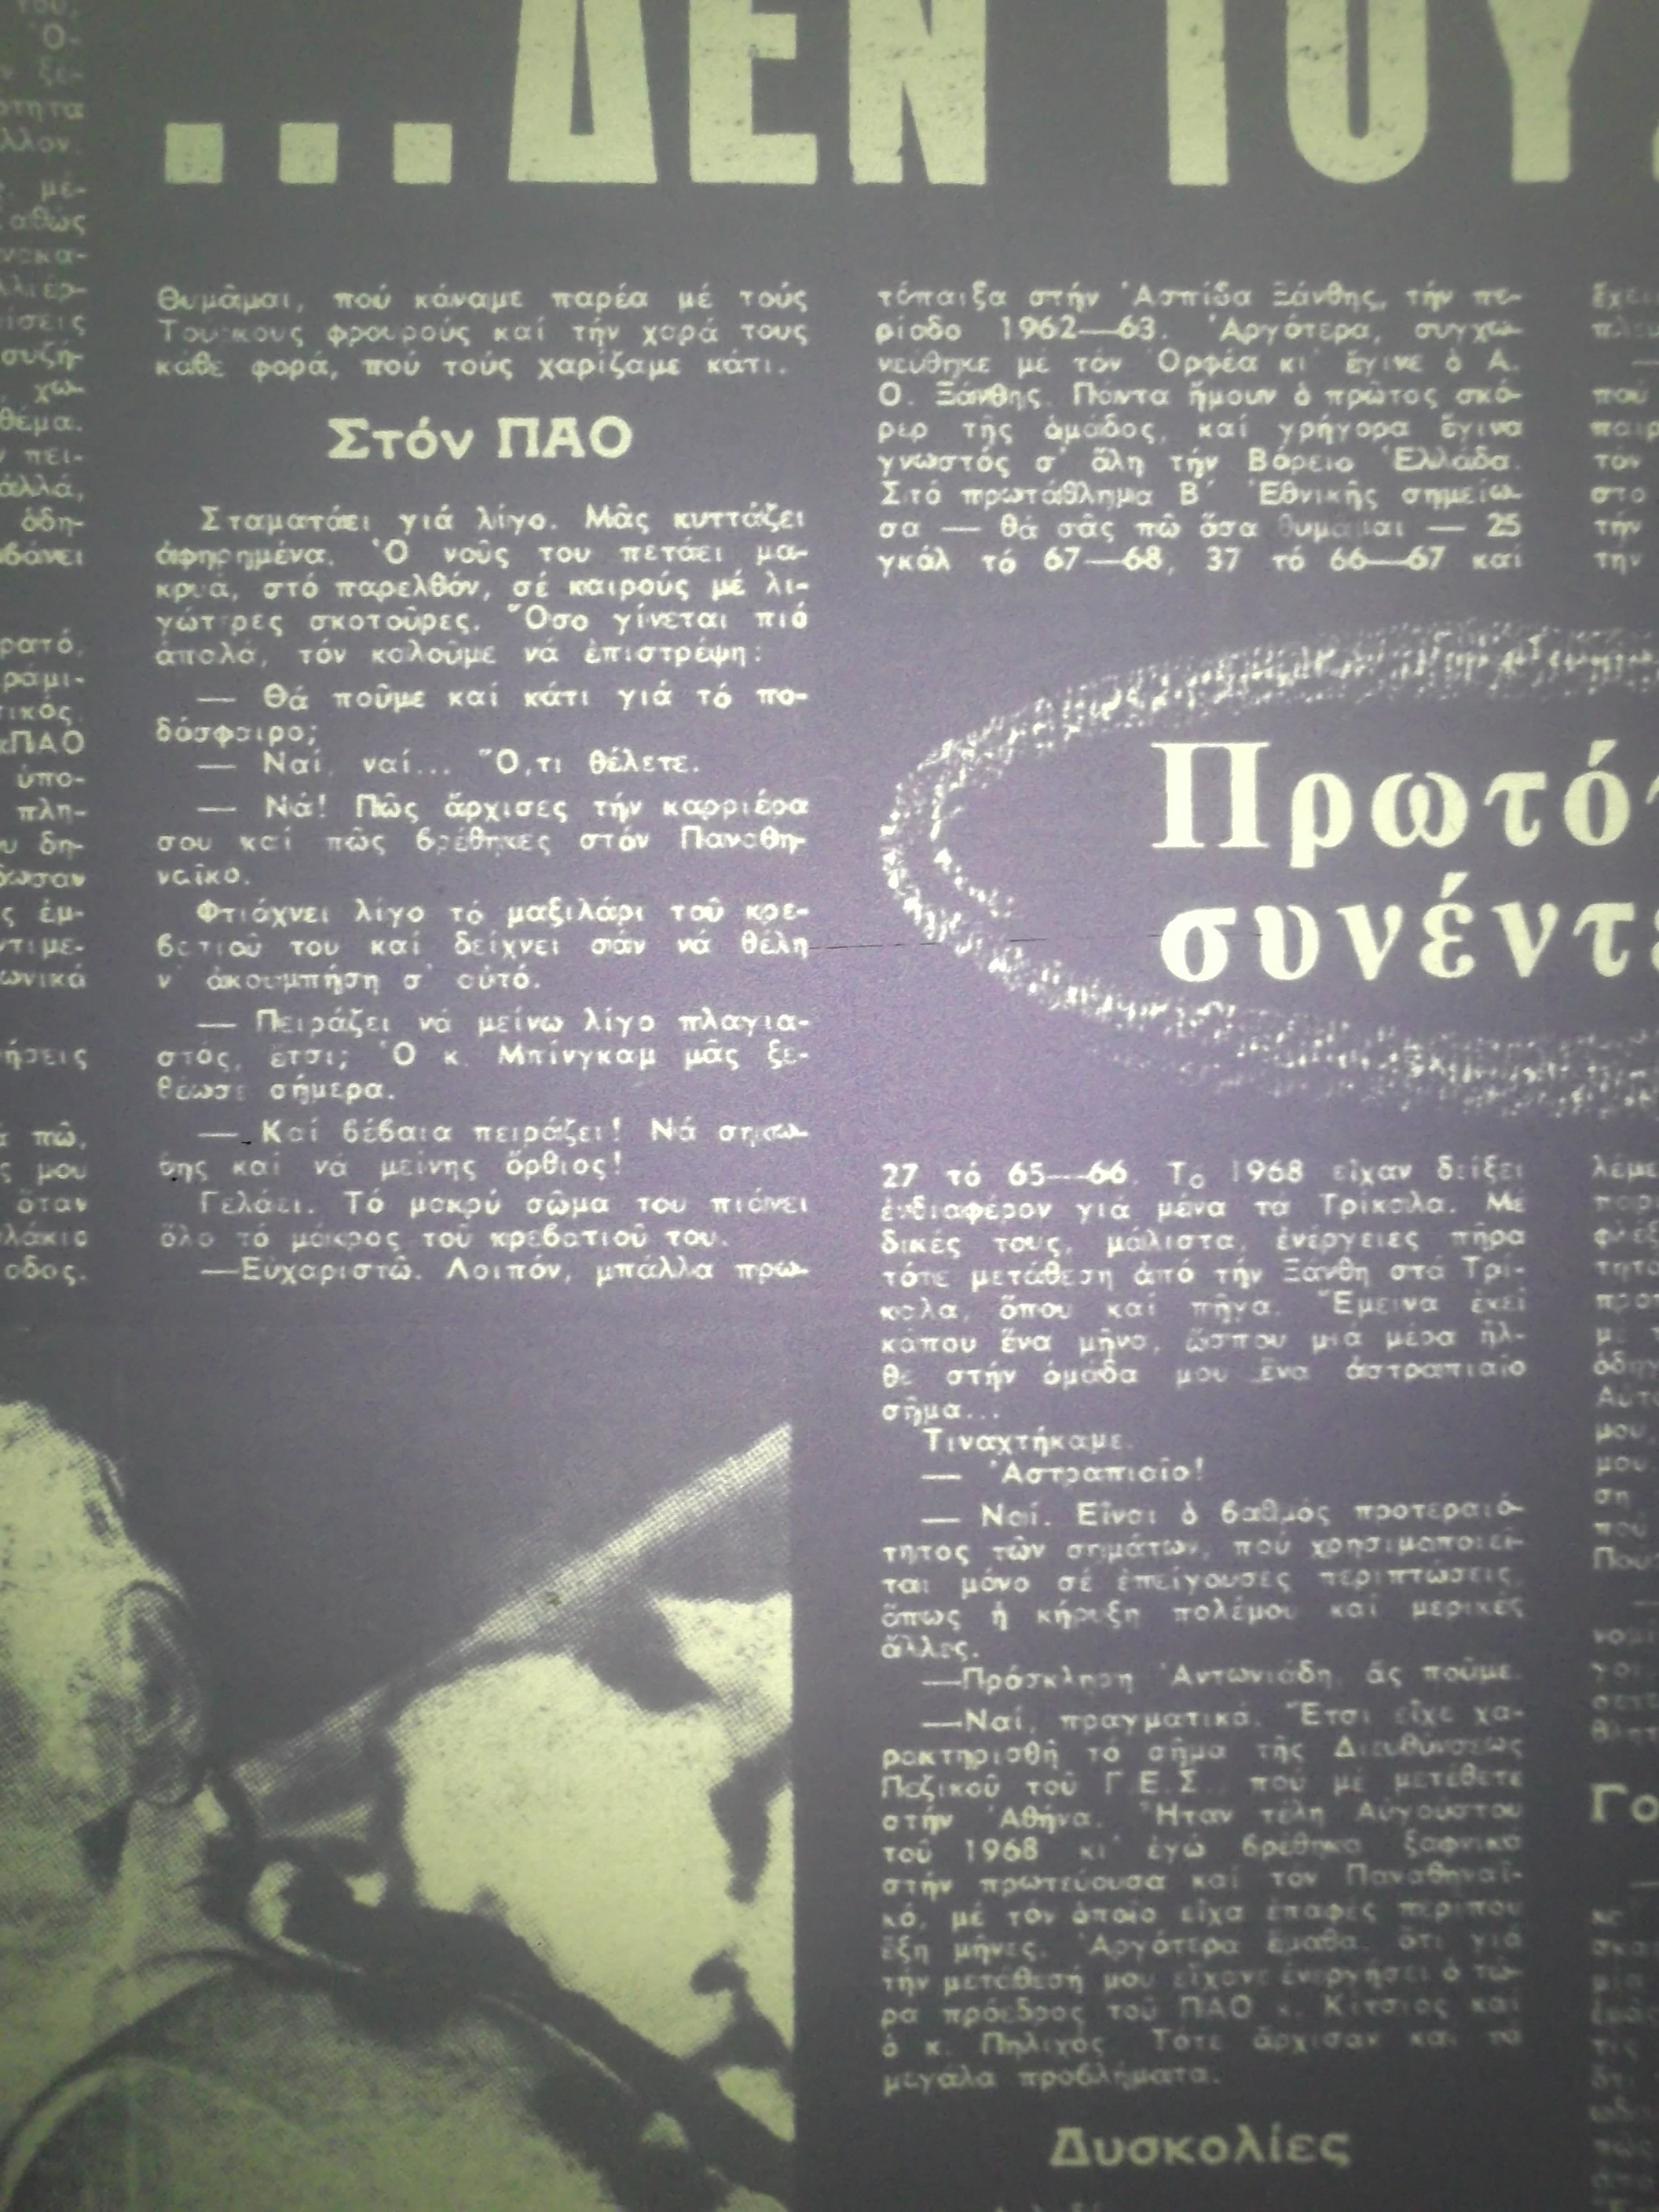 ...ΔΕΝ ΤΟΥ
θυμᾶμαι, πού κάναμε παρέα μέ τούς
Τούρκους φρουρούς καί τήν χαρά τους
κάθε φορά, πού τούς χαρίζαμε κάτι.
Στόν ΠΑΟ
Σταματάει γιά λίγο. Μᾶς κυττάζει
ἀφηρημένα. Ὁ νοῦς του πετάει μα-
κρυά, στό παρελθόν, σέ καιρούς μέ λι-
γώτερες σκοτοῦρες. Ὅσο γίνεται πιό
ἁπαλά, τόν καλοῦμε νά ἐπιστρέψη:
— Θά ποῦμε καί κάτι γιά τό πο-
δόσφαιρο;
— Ναί, ναί... Ὅ,τι θέλετε.
— Νά! Πῶς ἄρχισες τήν καρριέρα
σου καί πῶς βρέθηκες στόν Παναθη-
ναϊκο.
Φτιάχνει λίγο τό μαξιλάρι τοῦ κρε-
βατιοῦ του καί δείχνει σάν νά θέλη
ν' ἀκουμπήση σ' αὐτό.
— Πειράζει νά μείνω λίγο πλαγια-
στός, ἔτσι; Ὁ κ. Μπίνγκαμ μᾶς ξε-
θέωσε σήμερα.
— Καί βέβαια πειράζει! Νά σηκω-
θης καί νά μείνης ὄρθιος!
Γελάει. Τό μακρύ σῶμα του πιάνει
ὅλο τό μάκρος τοῦ κρεβατιοῦ του.
—Εὐχαριστῶ. Λοιπόν, μπάλλα πρω-
τόπαιξα στήν Ἀσπίδα Ξάνθης, τήν πε-
ρίοδο 1962—63. Ἀργότερα, συγχω-
νεύθηκε μέ τόν Ὀρφέα κι' ἔγινε ὁ Α.
Ο. Ξάνθης. Πάντα ἤμουν ὁ πρῶτος σκό-
ρερ τῆς ὁμάδος, καί γρήγορα ἔγινα
γνωστός σ' ὅλη τήν Βόρειο Ἑλλάδα.
Στό πρωτάθλημα Β' Ἐθνικῆς σημείω-
σα — θά σᾶς πῶ ὅσα θυμᾶμαι — 25
γκόλ τό 67—68, 37 τό 66—67 καί
Πρωτό
συνέντε
27 τό 65—66. Το 1968 εἶχαν δείξει
ἐνδιαφέρον γιά μένα τά Τρίκαλα. Μέ
δικές τους, μάλιστα, ἐνέργειες πῆρα
τότε μετάθεση ἀπό τήν Ξάνθη στά Τρί-
καλα, ὅπου καί πῆγα. Ἔμεινα ἐκεῖ
κάπου ἕνα μῆνα, ὥσπου μιά μέρα ἦλ-
θε στήν ὁμάδα μου ἕνα ἀστραπιαῖο
σῆμα...
Τιναχτήκαμε.
— Ἀστραπιαῖο!
— Ναί. Εἶναι ὁ βαθμός προτεραιό-
τητος τῶν σημάτων, πού χρησιμοποιεῖ-
ται μόνο σέ ἐπείγουσες περιπτώσεις,
ὅπως ἡ κήρυξη πολέμου καί μερικές
ἄλλες.
—Πρόσκληση Ἀντωνιάδη, ἄς ποῦμε.
—Ναί, πραγματικά. Ἔτσι εἶχε χα-
ρακτηρισθῆ τό σῆμα τῆς Διευθύνσεως
Πεζικοῦ τοῦ Γ.Ε.Σ. πού μέ μετέθετε
στήν Ἀθήνα. Ἦταν τέλη Αὐγούστου
τοῦ 1968 κι' ἐγώ βρέθηκα ξαφνικά
στήν πρωτεύουσα καί τόν Παναθηναϊ-
κό, μέ τόν ὁποῖο εἶχα ἐπαφές περίπου
ἕξη μῆνες. Ἀργότερα ἔμαθα, ὅτι γιά
τήν μετάθεσή μου εἴχανε ἐνεργήσει ὁ τω-
ρα πρόεδρος τοῦ ΠΑΟ κ. Κίτσιος καί
ὁ κ. Πηλιχός. Τότε ἄρχισαν καί τά
μεγάλα προβλήματα.
Δυσκολίες